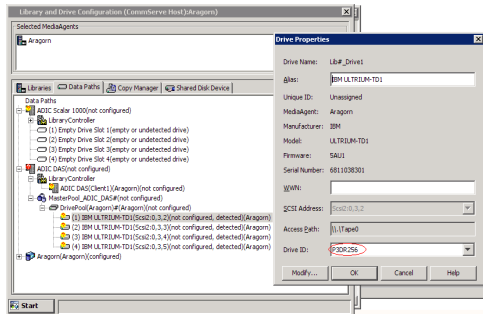 Library and Drive Configuration (CommServe Host):Aragorn)
Selected MediaAgents
Aragorn
Libraries
Data Paths
Copy Manager
Shared Disk Device
Data Paths
ADIC Scalar 1000(not configured)
LibraryController
(1) Empty Drive Slot 1(empty or undetected drive)
(2) Empty Drive Slot 2(empty or undetected drive)
(3) Empty Drive Slot 3(empty or undetected drive)
(4) Empty Drive Slot 4(empty or undetected drive)
ADIC DAS(not configured)
LibraryController
ADIC DAS(Client1)(Aragorn)(not configured)
MasterPool_ADIC_DAS#(not configured)
DrivePool(Aragorn)#(Aragorn)(not configured)
(1) IBM ULTRIUM-TD1(Scsi2:0,3,2)(not configured, detected)(Aragorn)
(2) IBM ULTRIUM-TD1(Scsi2:0,3,3)(not configured, detected)(Aragorn)
(3) IBM ULTRIUM-TD1(Scsi2:0,3,4)(not configured, detected)(Aragorn)
(4) IBM ULTRIUM-TD1(Scsi2:0,3,5)(not configured, detected)(Aragorn)
Aragorn(Aragorn)(configured)
Start
Drive Properties
Drive Name: Lib#_Drive1
Alias: IBM ULTRIUM-TD1
Unique ID: Unassigned
MediaAgent: Aragorn
Manufacturer: IBM
Model: ULTRIUM-TD1
Firmware: 5AU1
Serial Number: 6811038301
WWN:
SCSI Address: Scsi2:0,3,2
Access Path: \\.\Tape0
Drive ID: P3DR256
Modify... OK Cancel Help